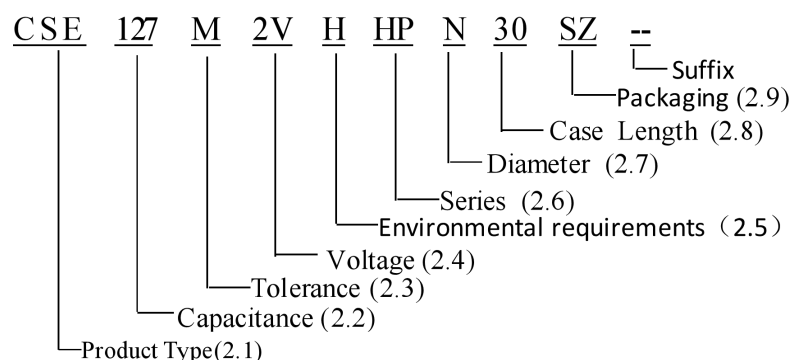 CSE 127 M 2V H HP N 30 SZ --
Suffix
Packaging (2.9)
Case Length (2.8)
Diameter (2.7)
Series (2.6)
Environmental requirements（2.5）
Voltage (2.4)
Tolerance (2.3)
Capacitance (2.2)
Product Type(2.1)